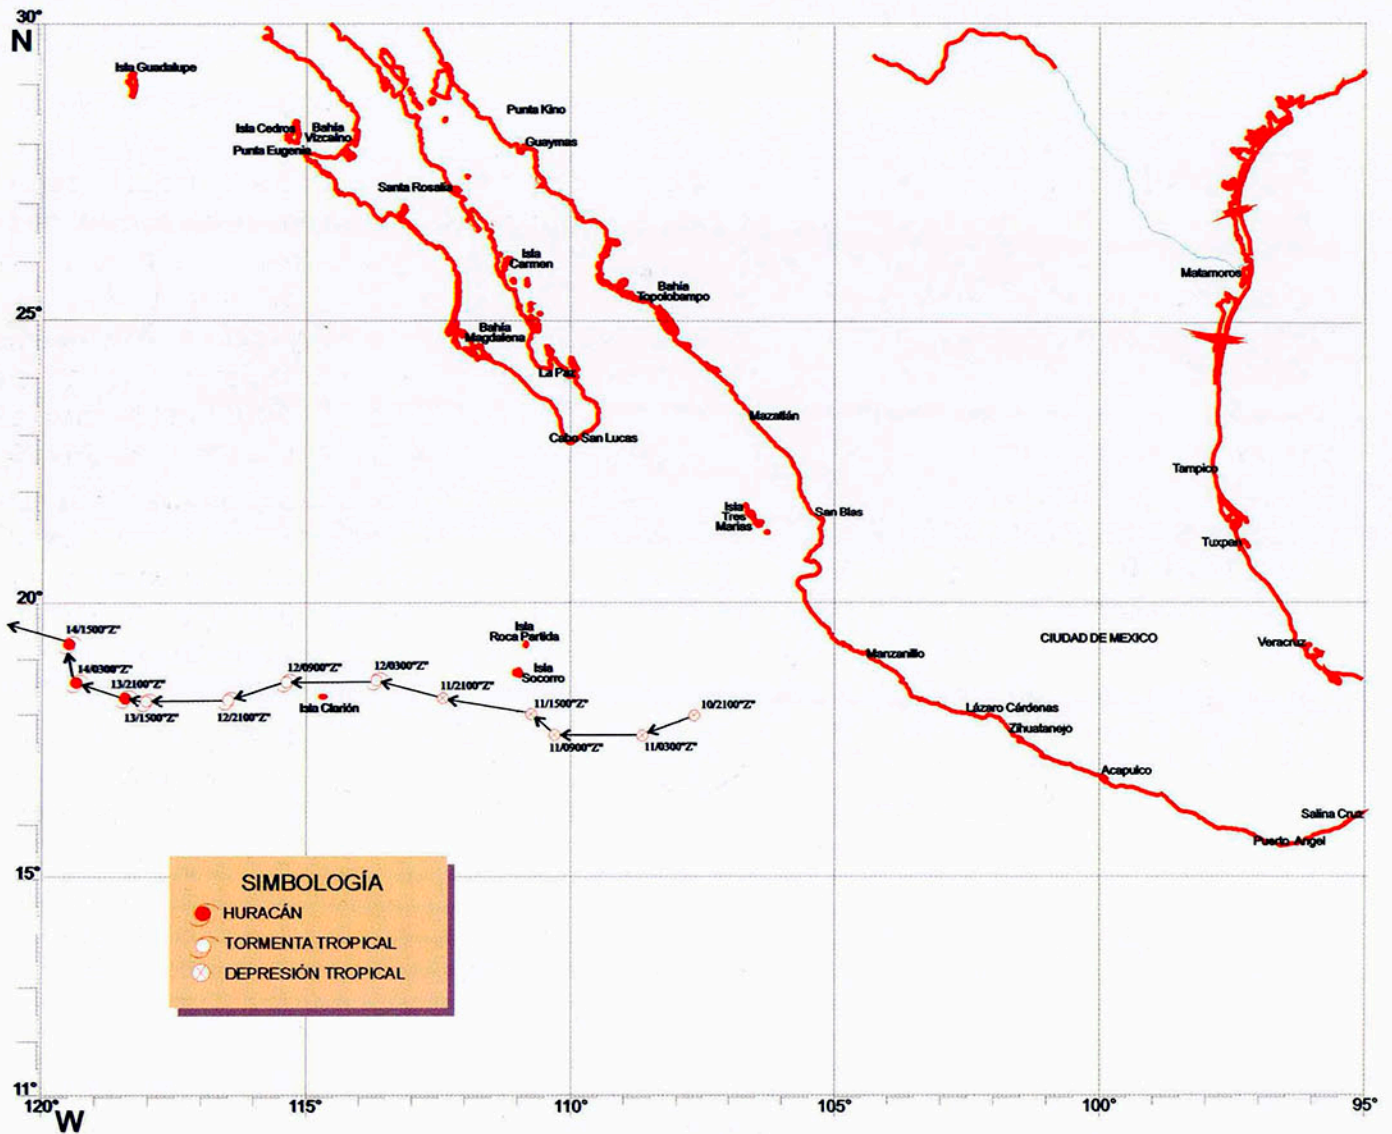 30°
N
Isla Guadalupe
Isla Cedros
Bahía
Vizcaíno
Punta Eugenia
Punta Kino
Guaymas
Santa Rosalia
Isla
Carmen
Bahía
Topolobampo
Matamoros
25°
Bahía
Magdalena
La Paz
Mazatlán
Cabo San Lucas
Tampico
Isla
Tres
Marias
San Blas
Tuxpan
20°
14/1500"Z"
Isla
Roca Partida
CIUDAD DE MEXICO
Veracruz
Manzanillo
14/0300"Z"
12/0900"Z"
12/0300"Z"
Isla
Socorro
13/2100"Z"
11/2100"Z"
11/1500"Z"
10/2100"Z"
Isla Clarión
13/1500"Z"
12/2100"Z"
Lázaro Cárdenas
Zihuatanejo
11/0900"Z"
11/0300"Z"
Acapulco
Salina Cruz
Puedo Angel
15°
SIMBOLOGÍA
HURACÁN
TORMENTA TROPICAL
DEPRESIÓN TROPICAL
11°
120°
115°
110°
105°
100°
95°
W